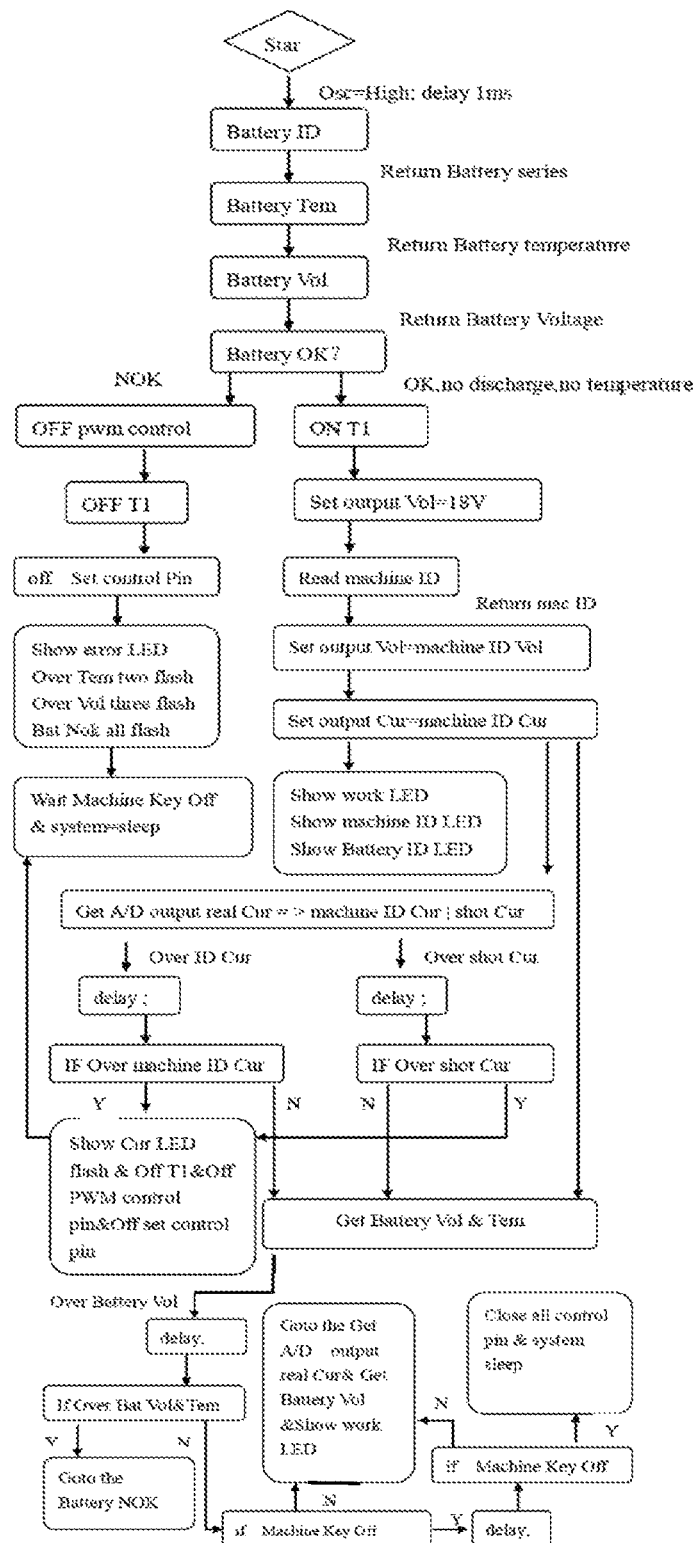 Star
Osc=High; delay 1ms
Battery ID
Return Battery series
Battery Tem
Return Battery temperature
Battery Vol
Return Battery Voltage
Battery OK?
NOK
OK,no discharge,no temperature
OFF pwm control
ON T1
OFF T1
Set output Vol=18V
off Set control Pin
Read machine ID
Return mac ID
Show error LED
Over Tem two flash
Over Vol three flash
Bat Nok all flash
Set output Vol=machine ID Vol
Set output Cur=machine ID Cur
Wait Machine Key Off
& system=sleep
Show work LED
Show machine ID LED
Show Battery ID LED
Get A/D output real Cur = > machine ID Cur | shot Cur
Over ID Cur
Over shot Cur
delay ;
delay ;
IF Over machine ID Cur
IF Over shot Cur
Y
N
N
Y
Show Cur LED
flash & Off T1&Off
PWM control
pin&Off set control
pin
Get Battery Vol & Tem
Over Bettery Vol
delay.
Goto the Get
A/D output
real Cur& Get
Battery Vol
&Show work
LED
Close all control
pin & system
sleep
If Over Bat Vol&Tem
N
Y
Y
N
if Machine Key Off
Goto the
Battery NOK
N
if Machine Key Off
Y
delay.